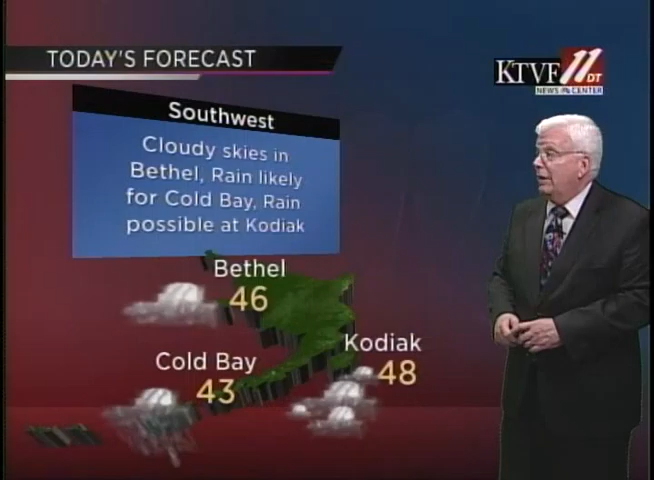 TODAY'S FORECAST
KTVF 11 DT
NEWS CENTER
Southwest
Cloudy skies in
Bethel, Rain likely
for Cold Bay, Rain
possible at Kodiak
Bethel
46
Kodiak
48
Cold Bay
43